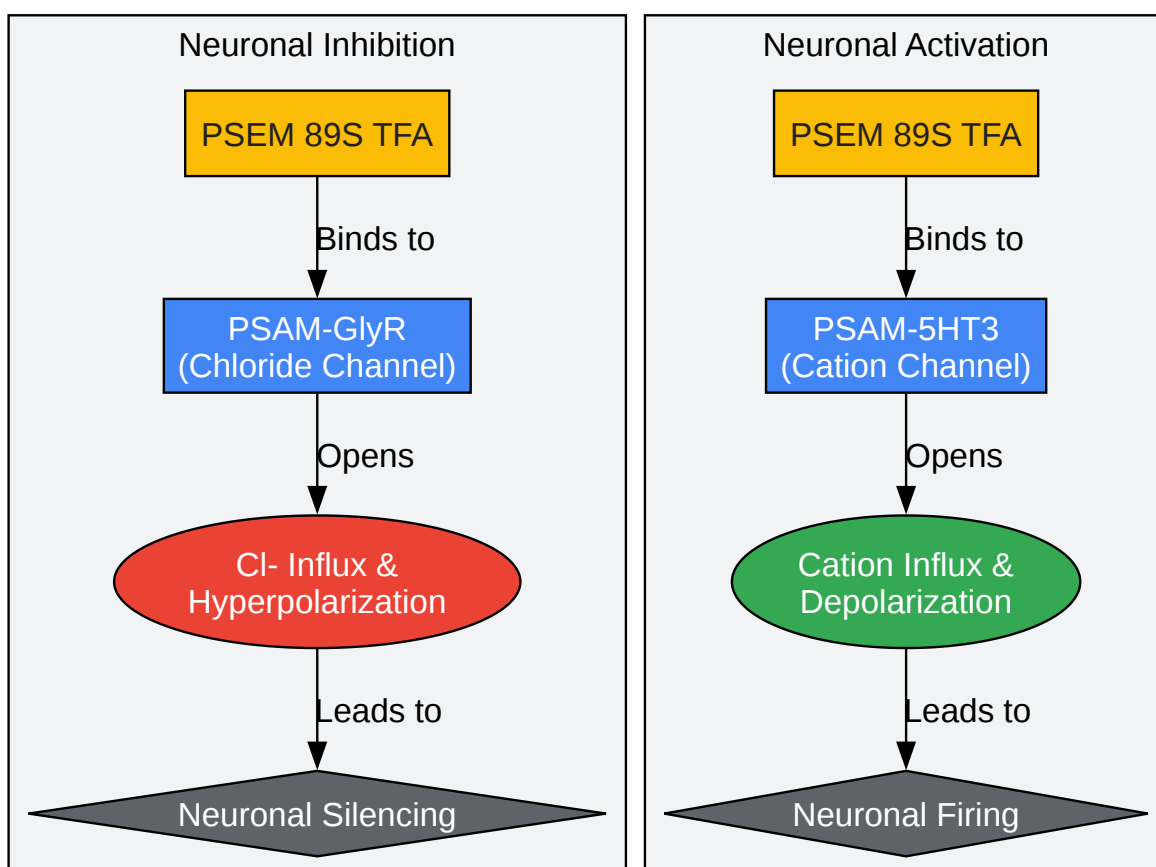 Neuronal Inhibition
PSEM 89S TFA
Binds to
PSAM-GlyR
(Chloride Channel)
Opens
Cl- Influx &
Hyperpolarization
Leads to
Neuronal Silencing
Neuronal Activation
PSEM 89S TFA
Binds to
PSAM-5HT3
(Cation Channel)
Opens
Cation Influx &
Depolarization
Leads to
Neuronal Firing